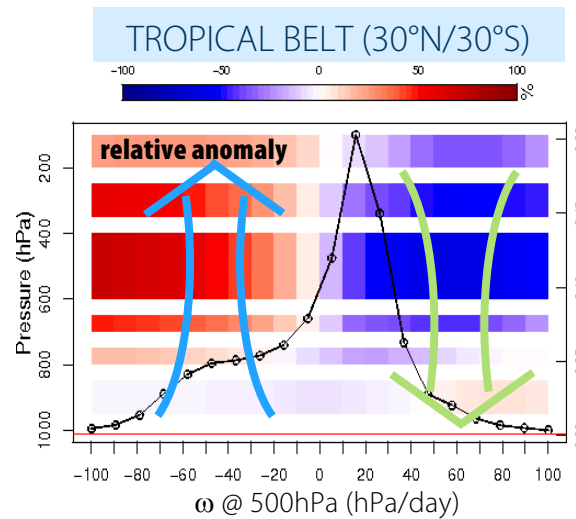 TROPICAL BELT (30°N/30°S)
-100 -50 0 50 100
%
relative anomaly
Pressure (hPa)
200
400
600
800
1000
-100 -80 -60 -40 -20 0 20 40 60 80 100
ω @ 500hPa (hPa/day)